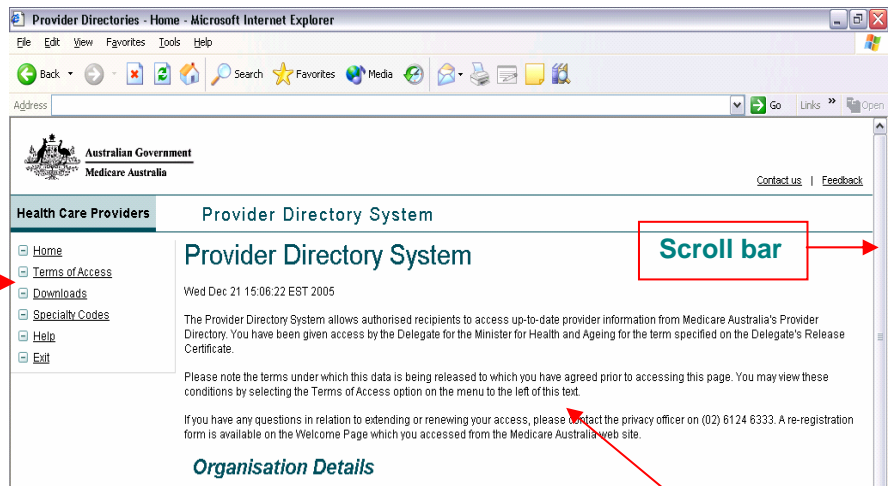 Provider Directories - Home - Microsoft Internet Explorer
File Edit View Favorites Tools Help
Back Search Favorites Media
Address Go Links » Open
Australian Government
Medicare Australia
Contact us | Feedback
Health Care Providers Provider Directory System
Home
Terms of Access
Downloads
Specialty Codes
Help
Exit
Provider Directory System
Scroll bar
Wed Dec 21 15:06:22 EST 2005
The Provider Directory System allows authorised recipients to access up-to-date provider information from Medicare Australia's Provider
Directory. You have been given access by the Delegate for the Minister for Health and Ageing for the term specified on the Delegate's Release
Certificate.
Please note the terms under which this data is being released to which you have agreed prior to accessing this page. You may view these
conditions by selecting the Terms of Access option on the menu to the left of this text.
If you have any questions in relation to extending or renewing your access, please contact the privacy officer on (02) 6124 6333. A re-registration
form is available on the Welcome Page which you accessed from the Medicare Australia web site.
Organisation Details